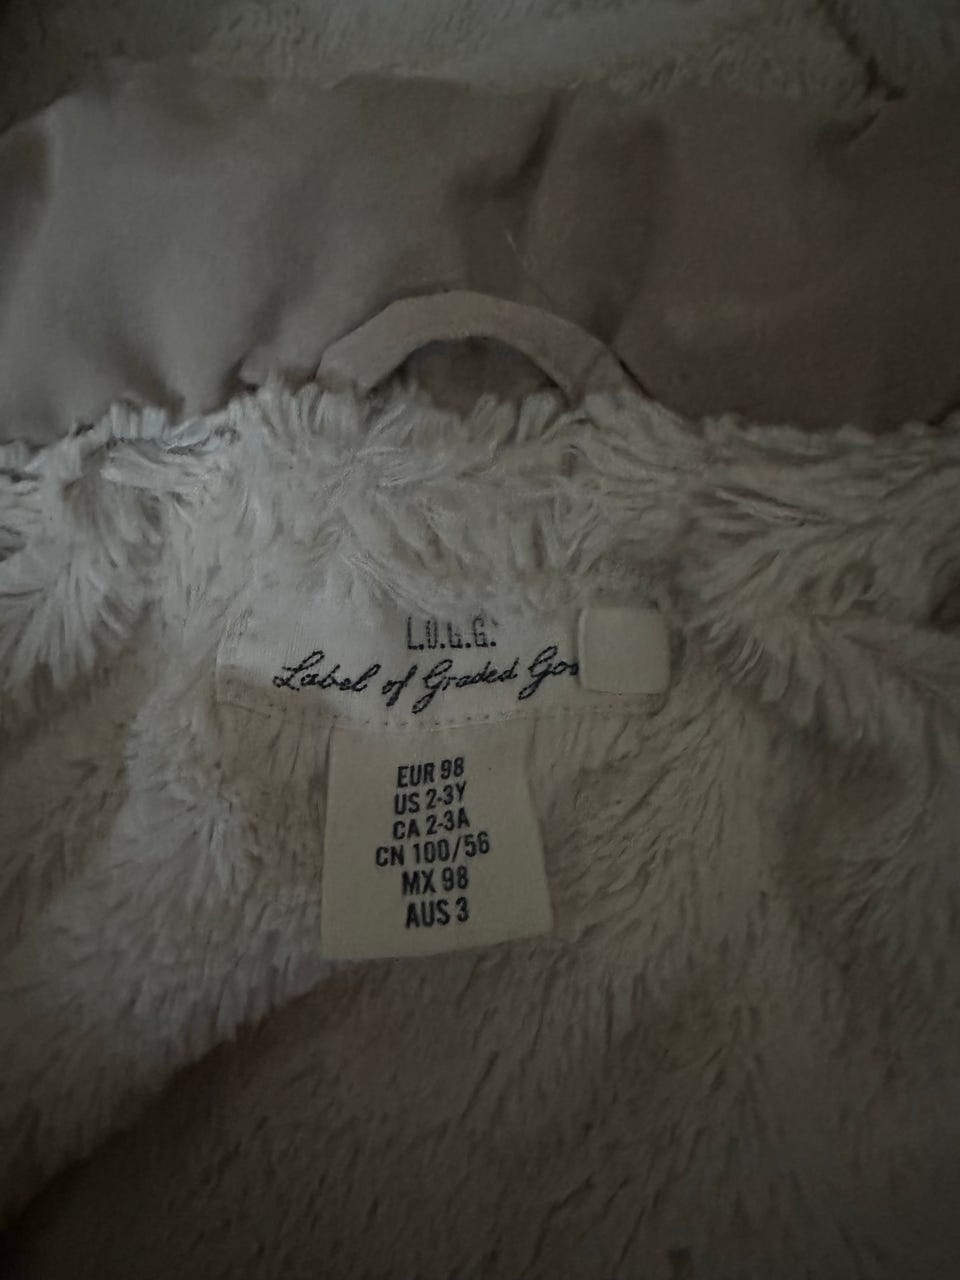 L.O.G.G.
Label of Graded Goo
EUR 98
US 2-3Y
CA 2-3A
CN 100/56
MX 98
AUS 3